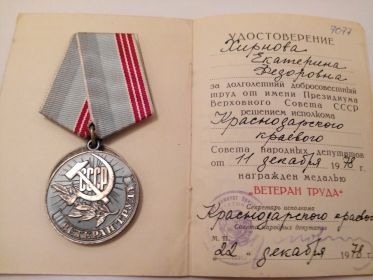 СССР
ВЕТЕРАН ТРУДА
7077
УДОСТОВЕРЕНИЕ
Хирнова
Екатерина
Федоровна
за долголетний добросовестный
труд от имени Президиума
Верховного Совета СССР
решением исполкома
Краснодарского
краевого
Совета народных депутатов
от 11 декабря 1978
награжден медалью
"ВЕТЕРАН ТРУДА"
Секретарь исполкома
Краснодарского краевого
Совета народных депутатов
М. П.
"22" декабря 1978 г.